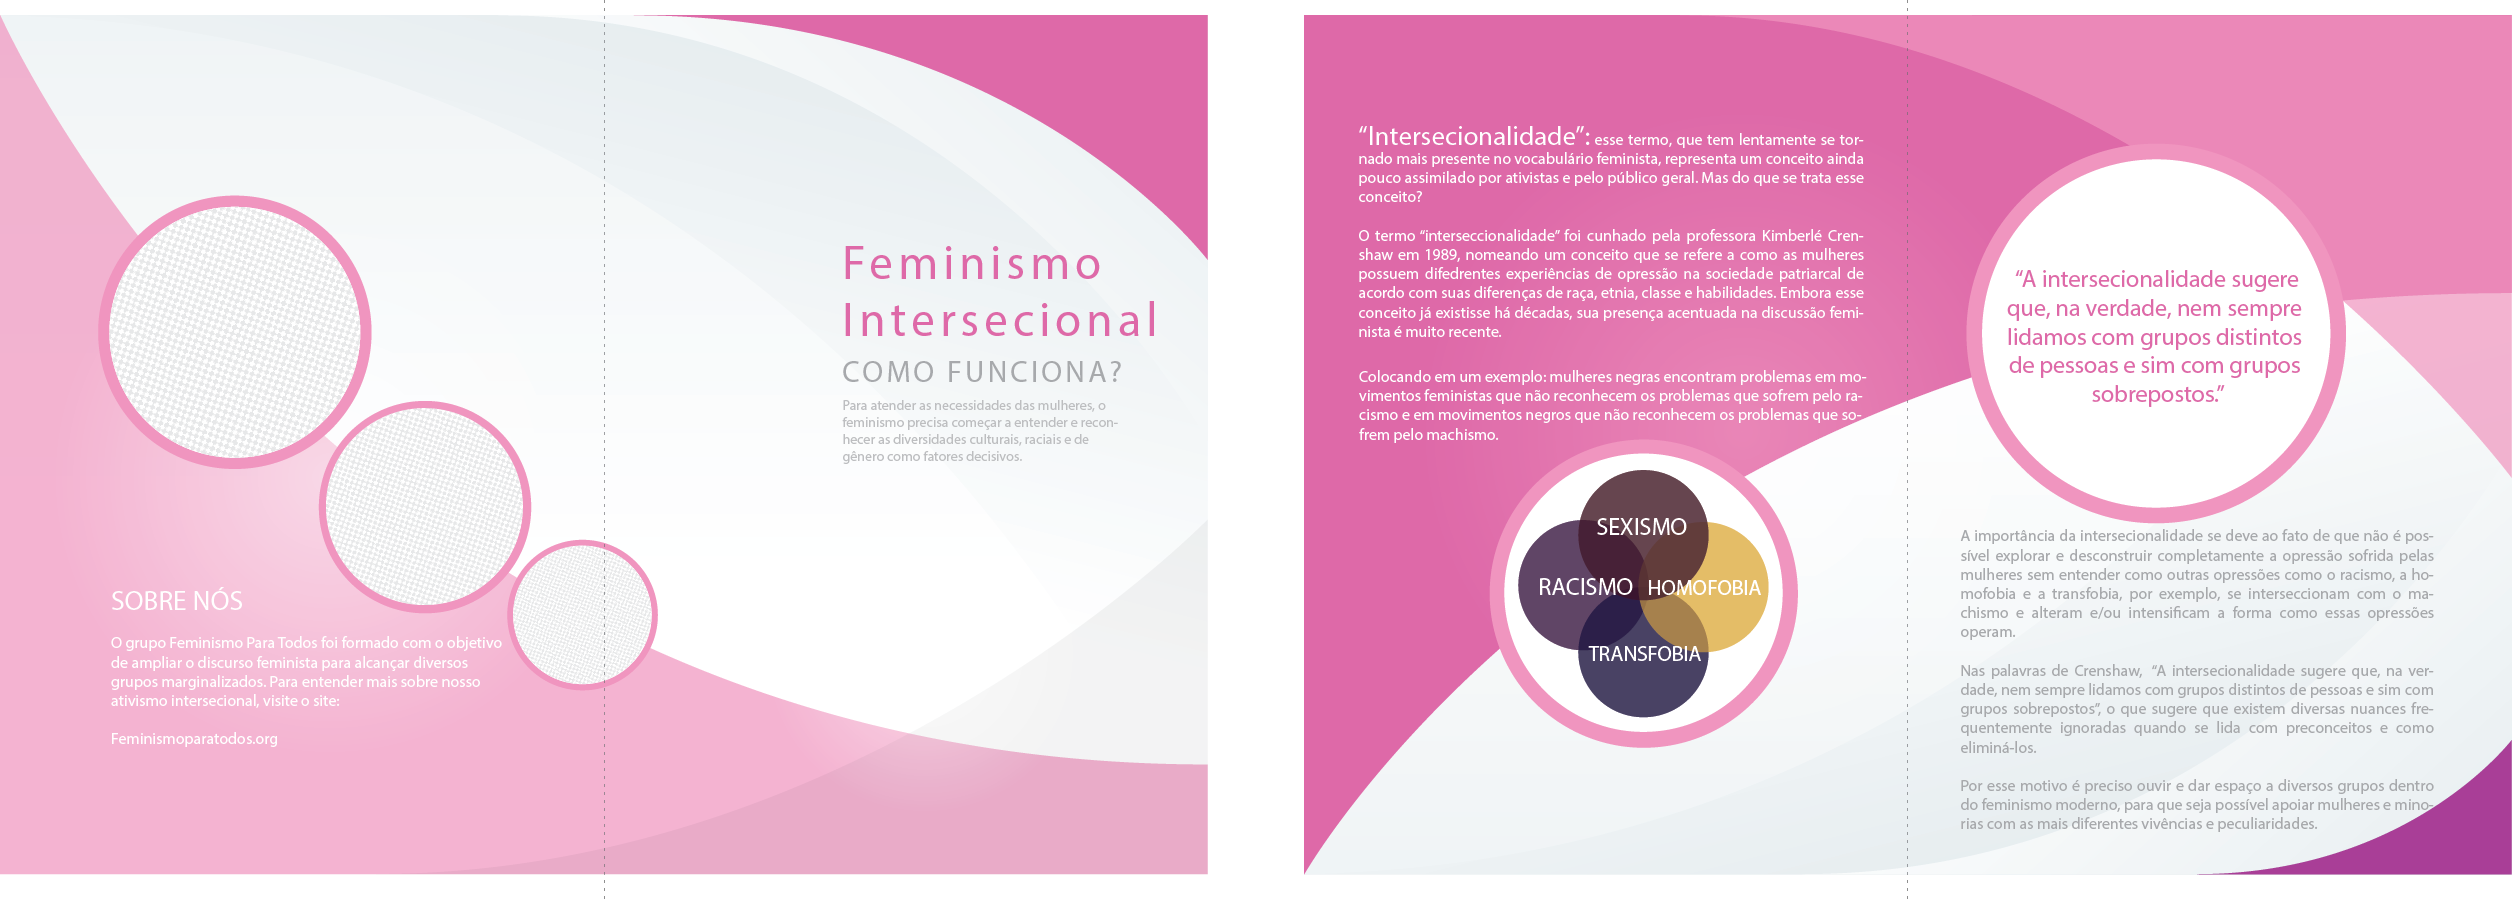 SOBRE NÓS
O grupo Feminismo Para Todos foi formado com o objetivo
de ampliar o discurso feminista para alcançar diversos
grupos marginalizados. Para entender mais sobre nosso
ativismo intersecional, visite o site:
Feminismoparatodos.org
Feminismo
Intersecional
COMO FUNCIONA?
Para atender as necessidades das mulheres, o
feminismo precisa começar a entender e recon-
hecer as diversidades culturais, raciais e de
gênero como fatores decisivos.
“Intersecionalidade”: esse termo, que tem lentamente se tor-
nado mais presente no vocabulário feminista, representa um conceito ainda
pouco assimilado por ativistas e pelo público geral. Mas do que se trata esse
conceito?
O termo “interseccionalidade” foi cunhado pela professora Kimberlé Cren-
shaw em 1989, nomeando um conceito que se refere a como as mulheres
possuem difedrentes experiências de opressão na sociedade patriarcal de
acordo com suas diferenças de raça, etnia, classe e habilidades. Embora esse
conceito já existisse há décadas, sua presença acentuada na discussão femi-
nista é muito recente.
Colocando em um exemplo: mulheres negras encontram problemas em mo-
vimentos feministas que não reconhecem os problemas que sofrem pelo ra-
cismo e em movimentos negros que não reconhecem os problemas que so-
frem pelo machismo.
SEXISMO
RACISMO
HOMOFOBIA
TRANSFOBIA
“A intersecionalidade sugere
que, na verdade, nem sempre
lidamos com grupos distintos
de pessoas e sim com grupos
sobrepostos.”
A importância da intersecionalidade se deve ao fato de que não é pos-
sível explorar e desconstruir completamente a opressão sofrida pelas
mulheres sem entender como outras opressões como o racismo, a ho-
mofobia e a transfobia, por exemplo, se interseccionam com o ma-
chismo e alteram e/ou intensificam a forma como essas opressões
operam.
Nas palavras de Crenshaw, “A intersecionalidade sugere que, na ver-
dade, nem sempre lidamos com grupos distintos de pessoas e sim com
grupos sobrepostos”, o que sugere que existem diversas nuances fre-
quentemente ignoradas quando se lida com preconceitos e como
eliminá-los.
Por esse motivo é preciso ouvir e dar espaço a diversos grupos dentro
do feminismo moderno, para que seja possível apoiar mulheres e mino-
rias com as mais diferentes vivências e peculiaridades.